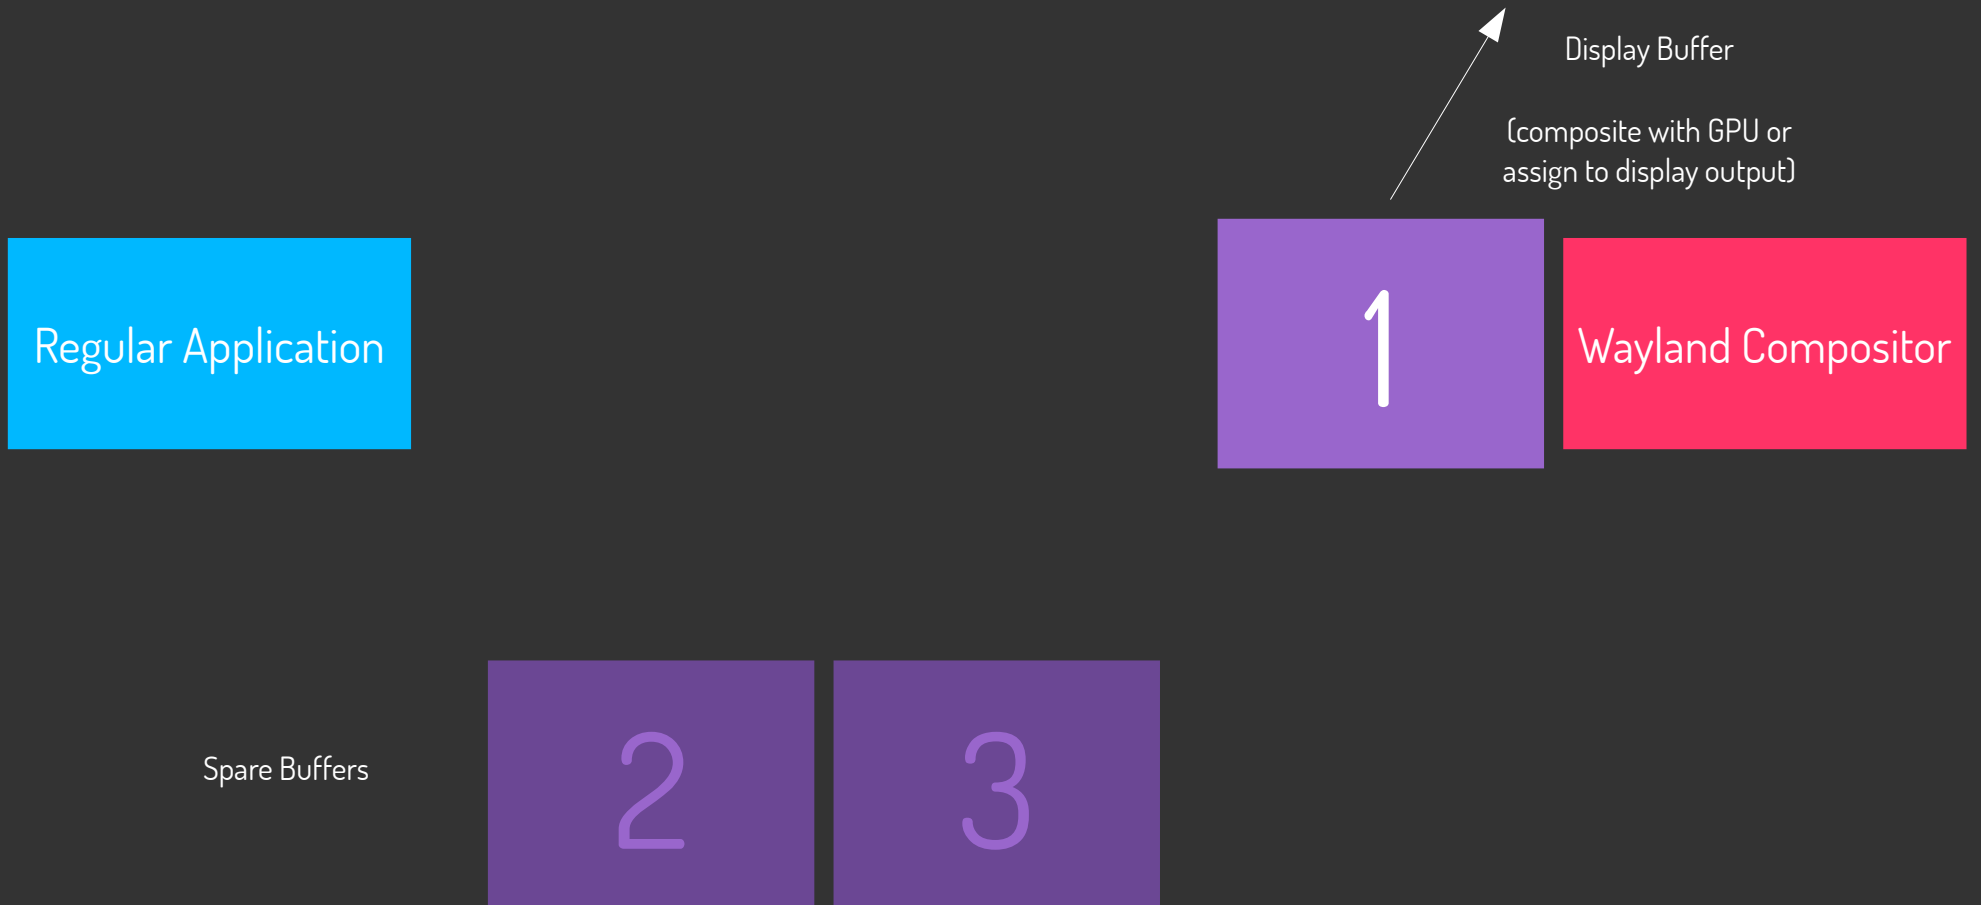 Display Buffer
(composite with GPU or
assign to display output)
Regular Application
1
Wayland Compositor
Spare Buffers
2
3